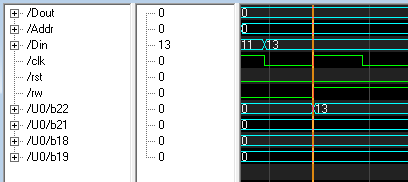 /Dout 0 0
/Addr 0 0
/Din 13 11 13
/clk 0
/rst 0
/rw 0
/U0/b22 0 0 13
/U0/b21 0 0
/U0/b18 0 0
/U0/b19 0 0